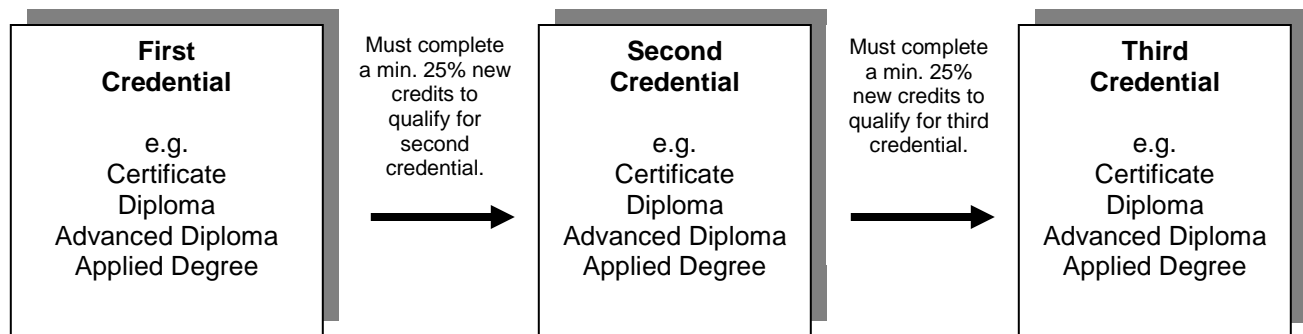 First
Credential
e.g.
Certificate
Diploma
Advanced Diploma
Applied Degree
Must complete
a min. 25% new
credits to
qualify for
second
credential.
Second
Credential
e.g.
Certificate
Diploma
Advanced Diploma
Applied Degree
Must complete
a min. 25%
new credits to
qualify for third
credential.
Third
Credential
e.g.
Certificate
Diploma
Advanced Diploma
Applied Degree